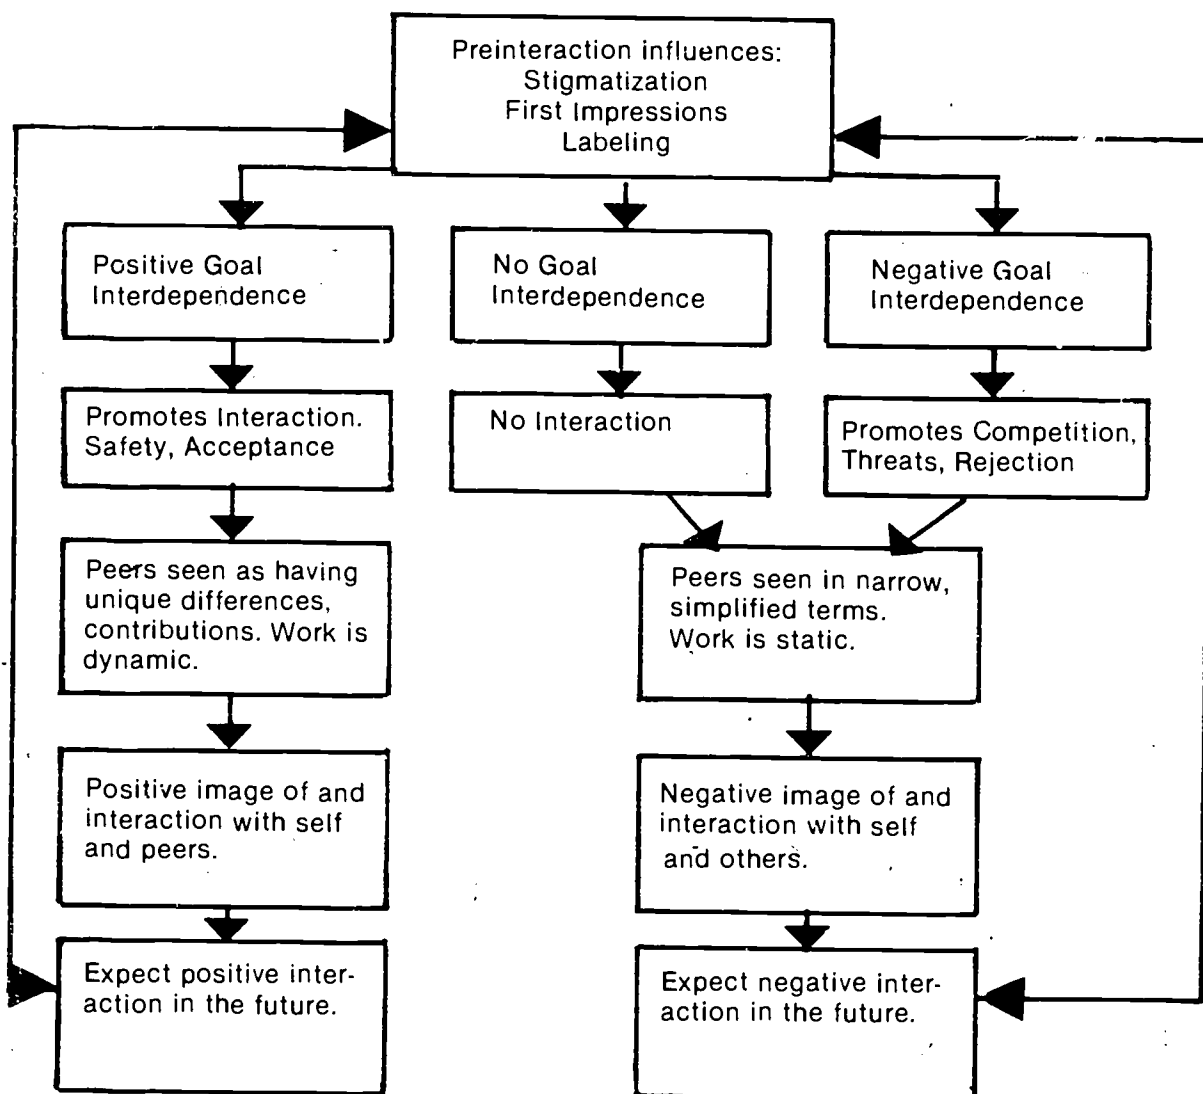 Preinteraction influences:
Stigmatization
First Impressions
Labeling
Positive Goal
Interdependence
No Goal
Interdependence
Negative Goal
Interdependence
Promotes Interaction.
Safety, Acceptance
No Interaction
Promotes Competition,
Threats, Rejection
Peers seen as having
unique differences,
contributions. Work is
dynamic.
Peers seen in narrow,
simplified terms.
Work is static.
Positive image of and
interaction with self
and peers.
Negative image of and
interaction with self
and others.
Expect positive inter-
action in the future.
Expect negative inter-
action in the future.